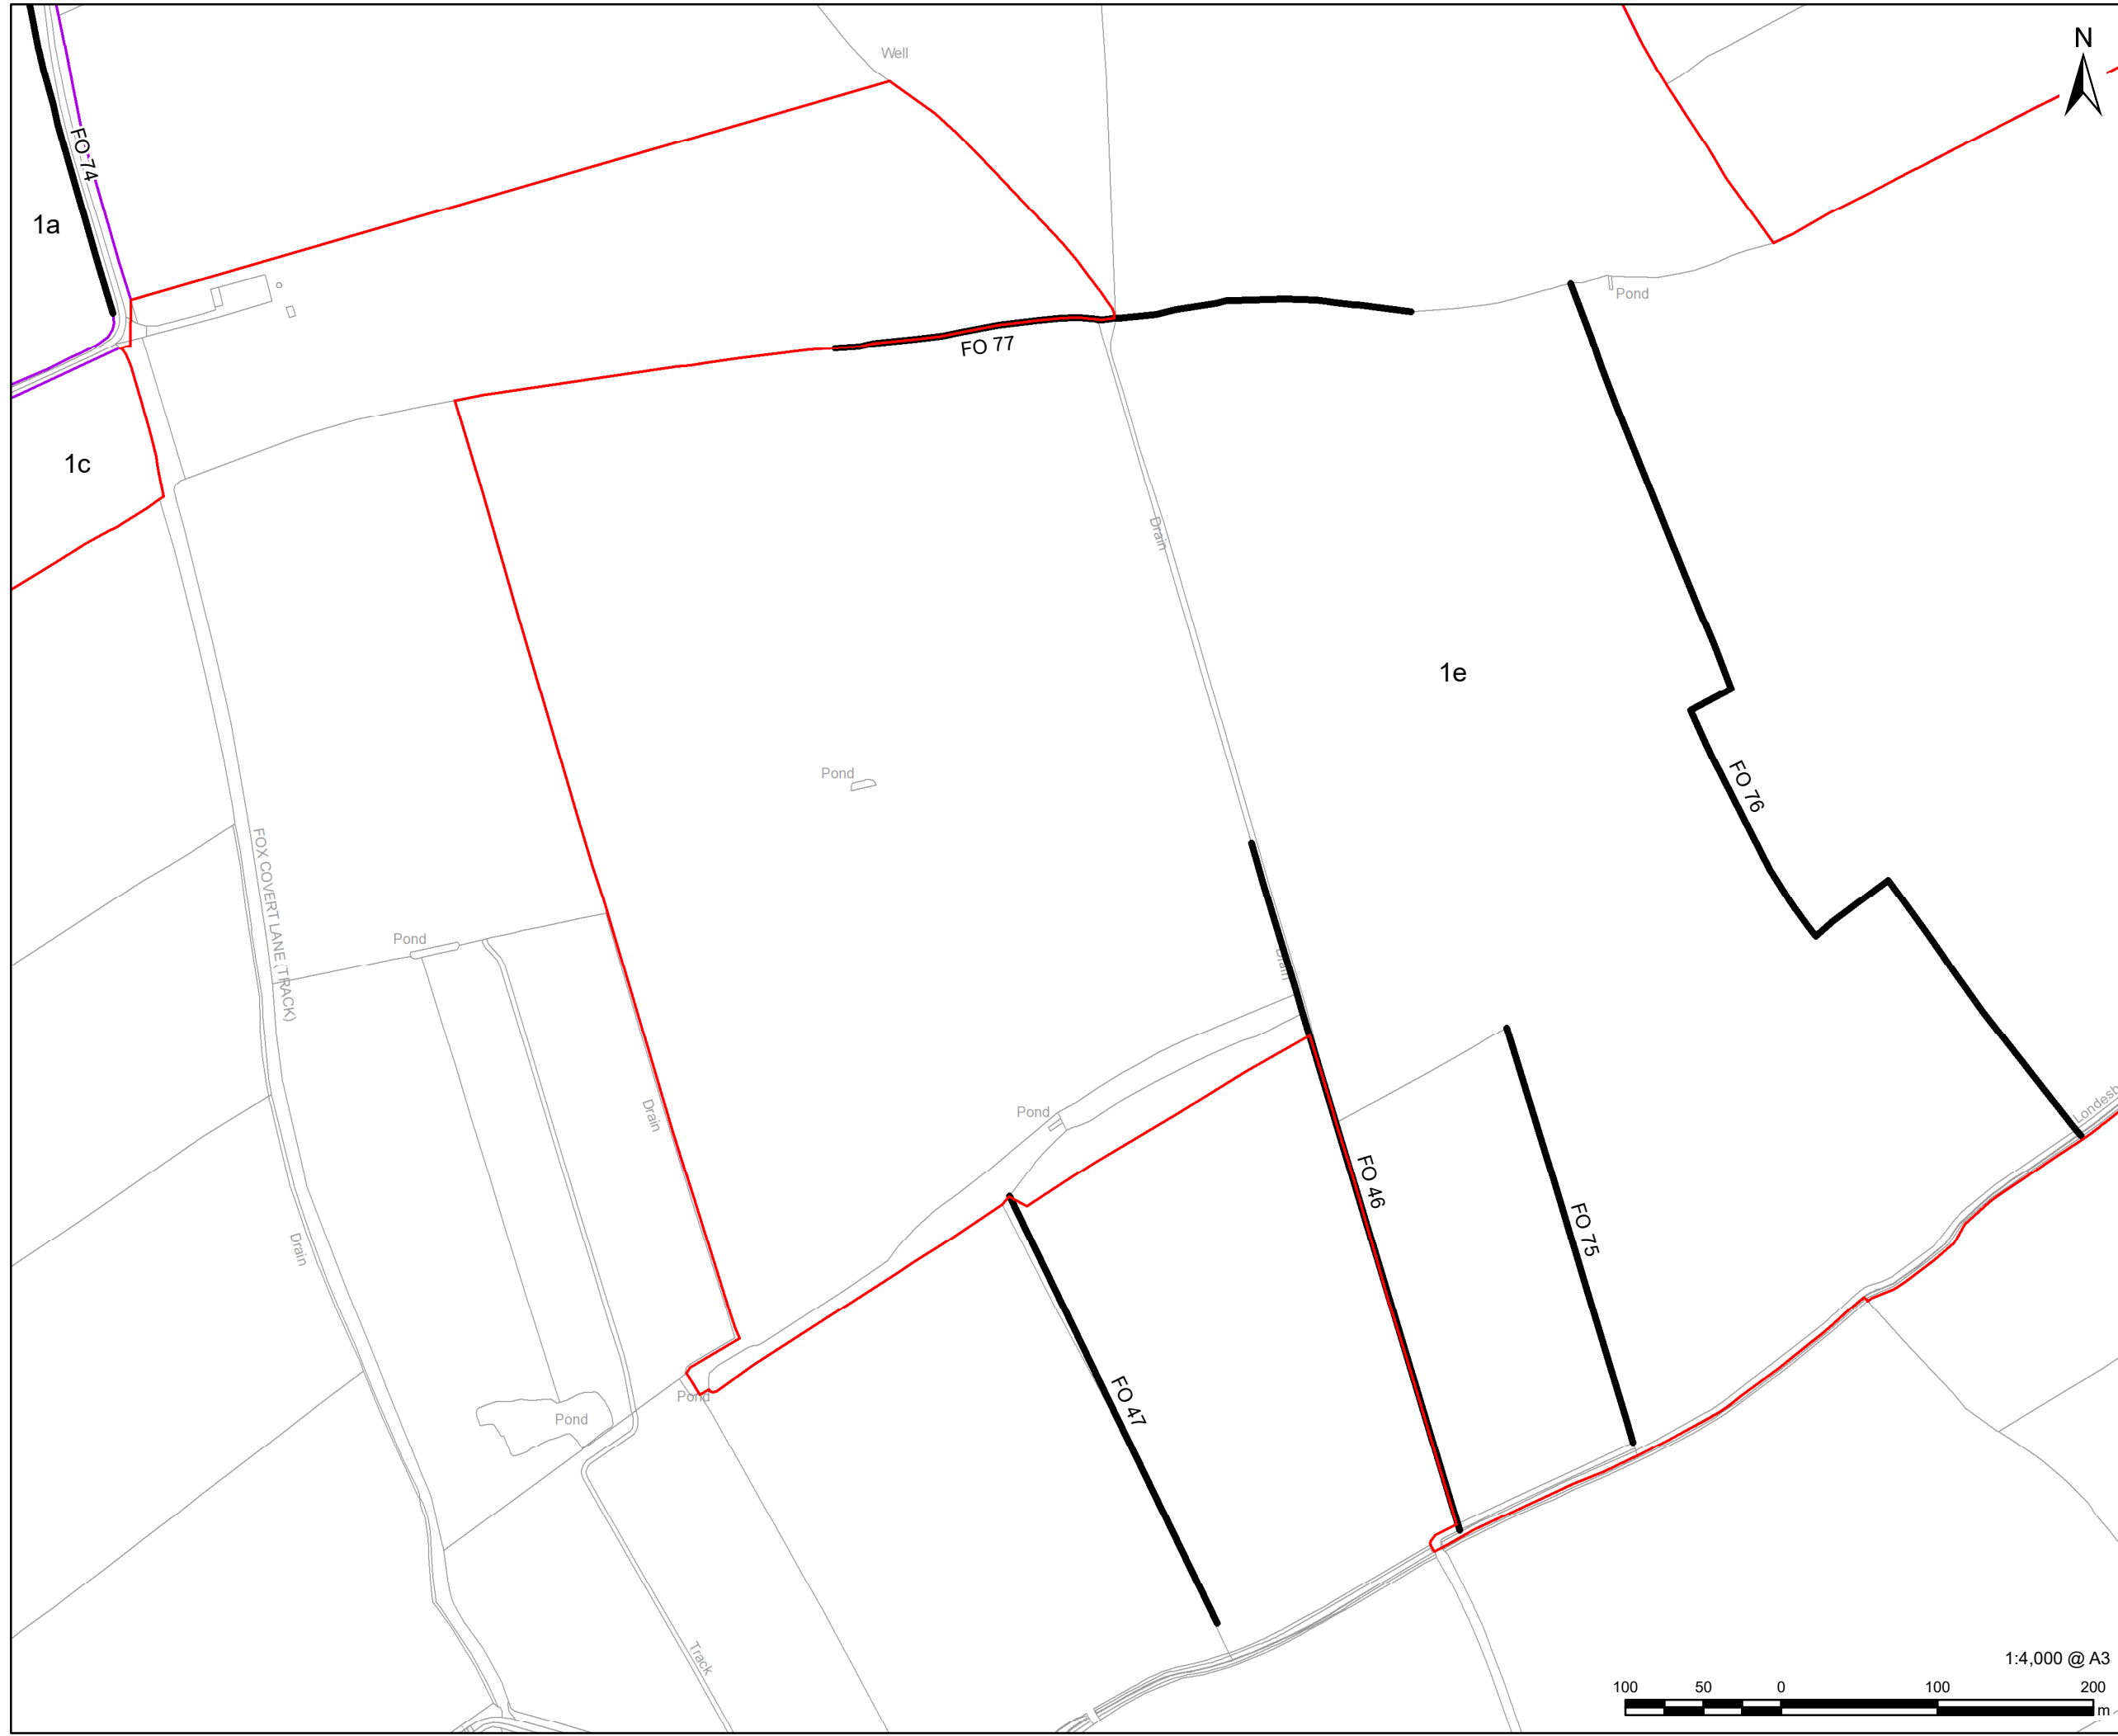 Well
N
FO 74
1a
Pond
FO 77
1c
Drain
1e
Pond
FO 76
FOX COVERT LANE (TRACK)
Pond
Drain
Londesb
Drain
Pond
FO 46
FO 75
Drain
FO 47
Pond
Pond
Track
1:4,000 @ A3
100 50 0 100 200
m